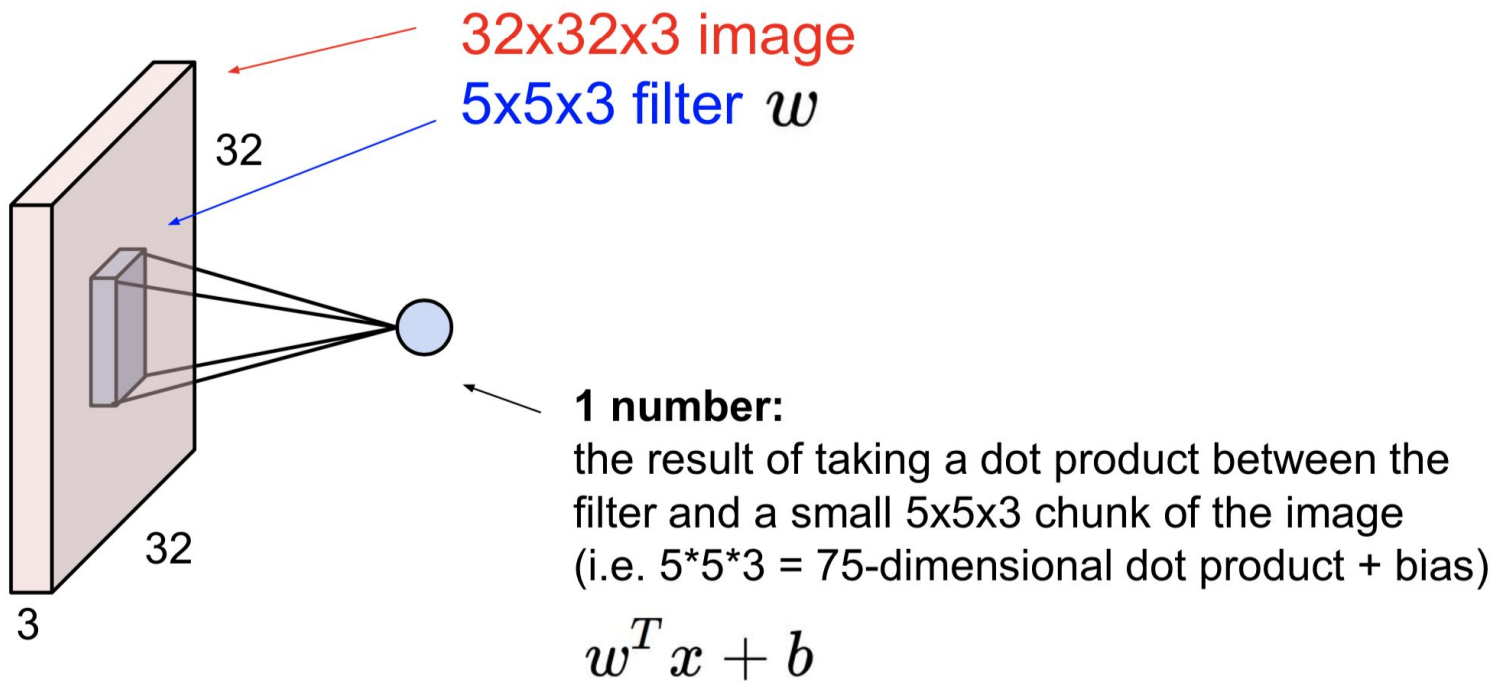 32x32x3 image
5x5x3 filter w
32
32
3
1 number:
the result of taking a dot product between the
filter and a small 5x5x3 chunk of the image
(i.e. 5*5*3 = 75-dimensional dot product + bias)
w^T x + b